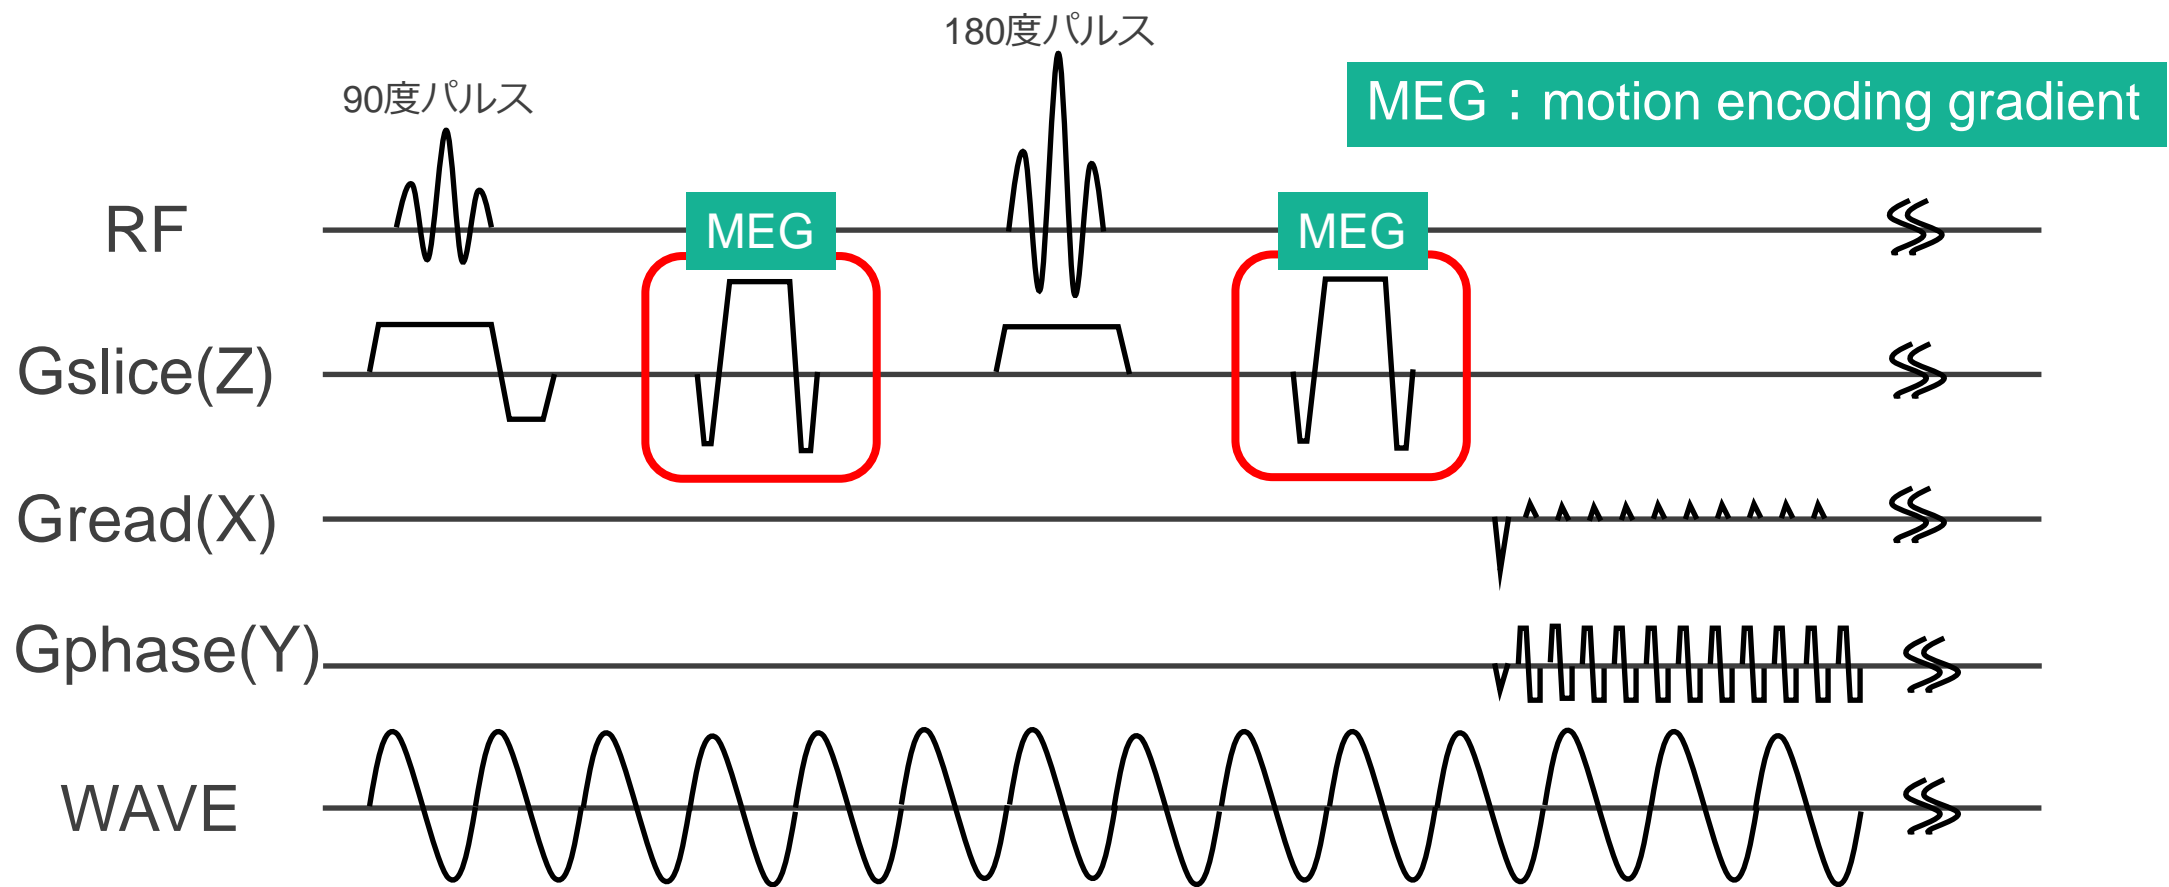 180度パルス
90度パルス
MEG：motion encoding gradient
RF
MEG
MEG
Gslice(Z)
Gread(X)
Gphase(Y)
WAVE